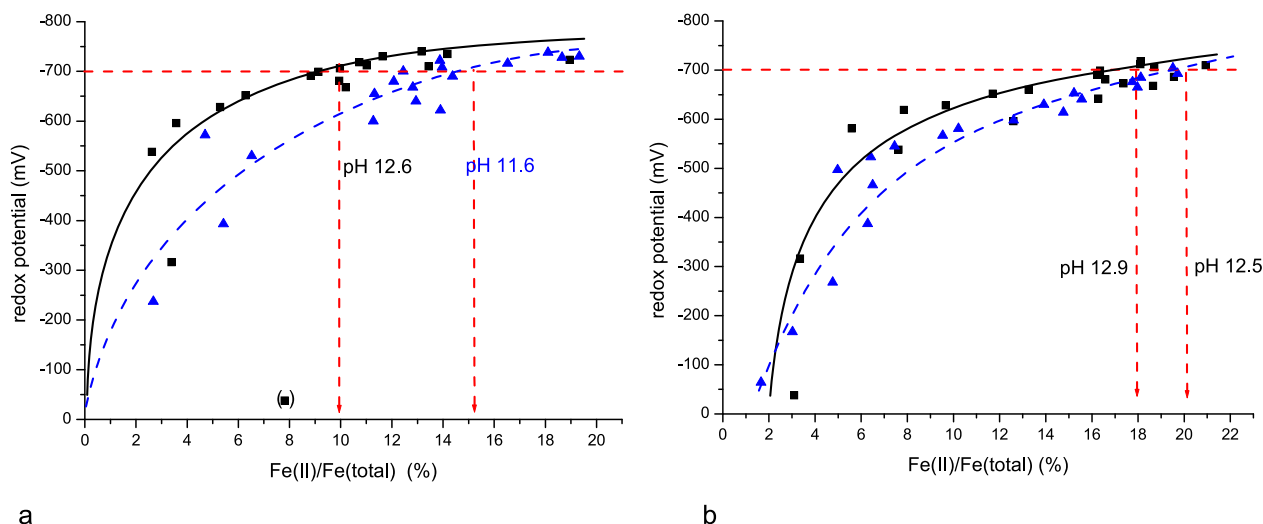 -800
-700
-600
-500
-400
-300
-200
-100
0
redox potential (mV)
pH 12.6
pH 11.6
( )
0 2 4 6 8 10 12 14 16 18 20
Fe(II)/Fe(total) (%)
a
-800
-700
-600
-500
-400
-300
-200
-100
0
redox potential (mV)
pH 12.9
pH 12.5
0 2 4 6 8 10 12 14 16 18 20 22
Fe(II)/Fe(total) (%)
b